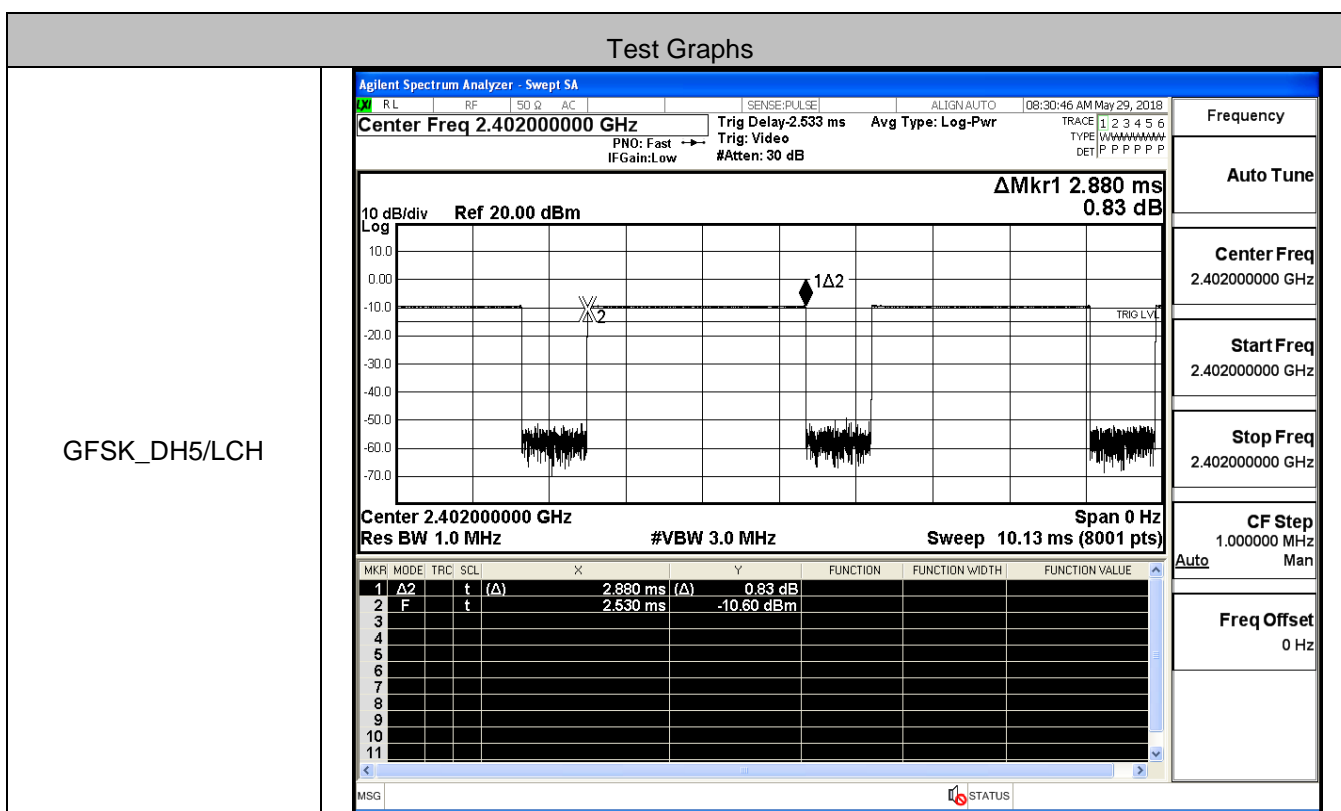 Test Graphs
GFSK_DH5/LCH
Agilent Spectrum Analyzer - Swept SA
LXI RL RF 50 Ω AC SENSE:PULSE ALIGN AUTO 08:30:46 AM May 29, 2018
Center Freq 2.402000000 GHz
PNO: Fast
IFGain:Low
Trig Delay-2.533 ms
Trig: Video
#Atten: 30 dB
Avg Type: Log-Pwr
TRACE 1 2 3 4 5 6
TYPE WWWWWW
DET P P P P P P
ΔMkr1 2.880 ms
0.83 dB
10 dB/div Ref 20.00 dBm
Log
10.0
0.00
-10.0
-20.0
-30.0
-40.0
-50.0
-60.0
-70.0
1Δ2
2
TRIG LVL
Center 2.402000000 GHz Span 0 Hz
Res BW 1.0 MHz #VBW 3.0 MHz Sweep 10.13 ms (8001 pts)
MKR MODE TRC SCL X Y FUNCTION FUNCTION WIDTH FUNCTION VALUE
1 Δ2 t (Δ) 2.880 ms (Δ) 0.83 dB
2 F t 2.530 ms -10.60 dBm
3
4
5
6
7
8
9
10
11
MSG STATUS
Frequency
Auto Tune
Center Freq
2.402000000 GHz
Start Freq
2.402000000 GHz
Stop Freq
2.402000000 GHz
CF Step
1.000000 MHz
Auto Man
Freq Offset
0 Hz